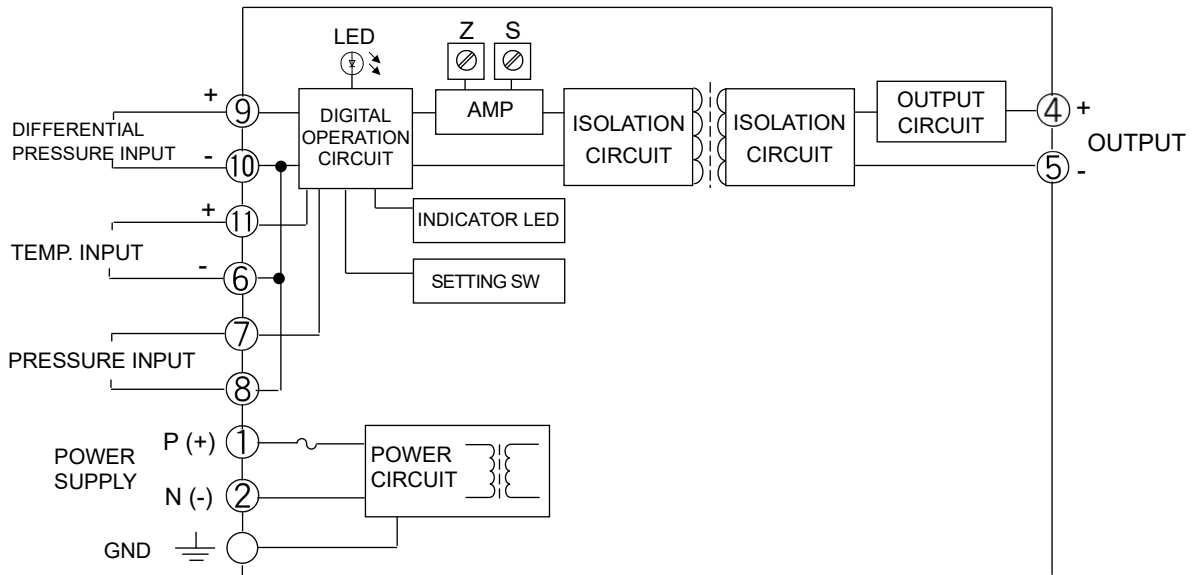 LED
Z
S
+
9
DIGITAL
OPERATION
CIRCUIT
AMP
ISOLATION
CIRCUIT
ISOLATION
CIRCUIT
OUTPUT
CIRCUIT
4
+
OUTPUT
5
-
DIFFERENTIAL
PRESSURE INPUT
-
10
+
11
INDICATOR LED
TEMP. INPUT
-
6
SETTING SW
7
PRESSURE INPUT
8
P (+)
1
POWER
SUPPLY
POWER
CIRCUIT
N (-)
2
GND